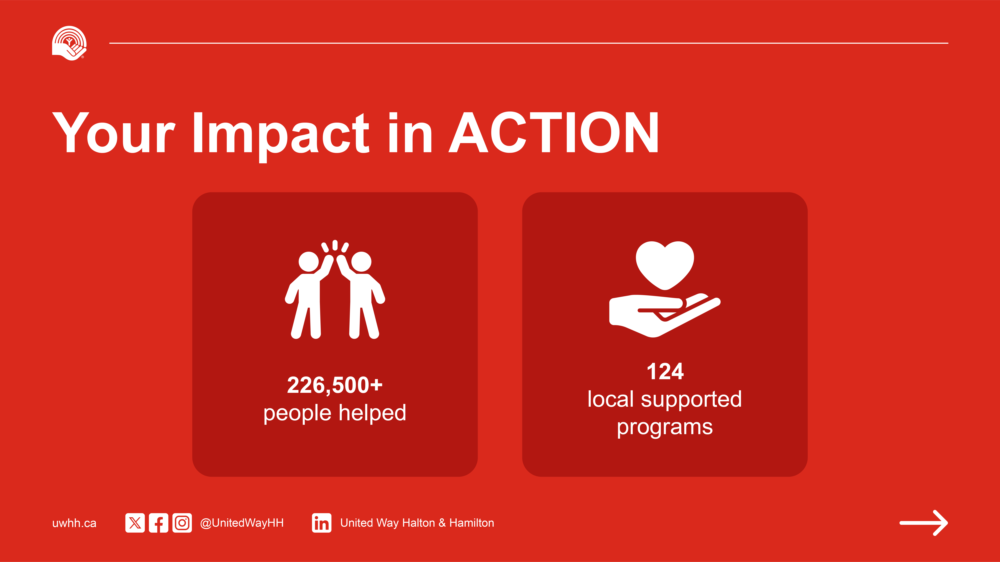 Your Impact in ACTION
226,500+
people helped
124
local supported
programs
uwhh.ca
@UnitedWayHH
in
United Way Halton & Hamilton